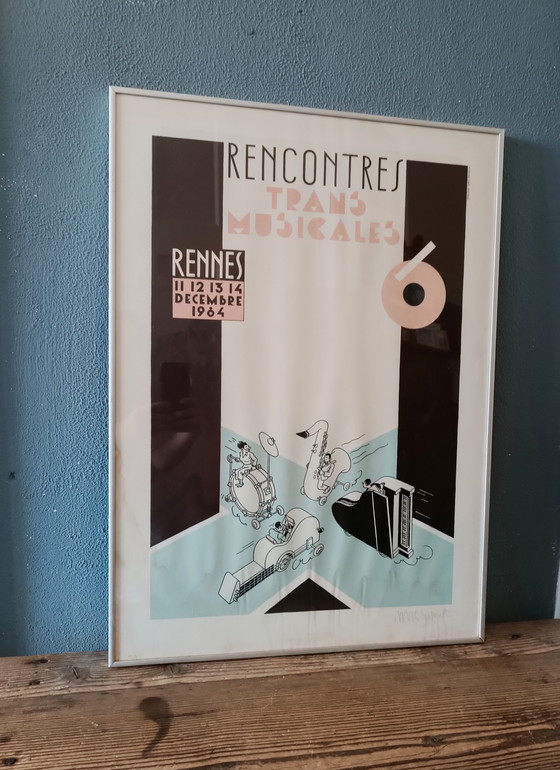 RENCONTRES
TRANS
MUSICALES
RENNES
11 12 13 14
DECEMBRE
1984
6